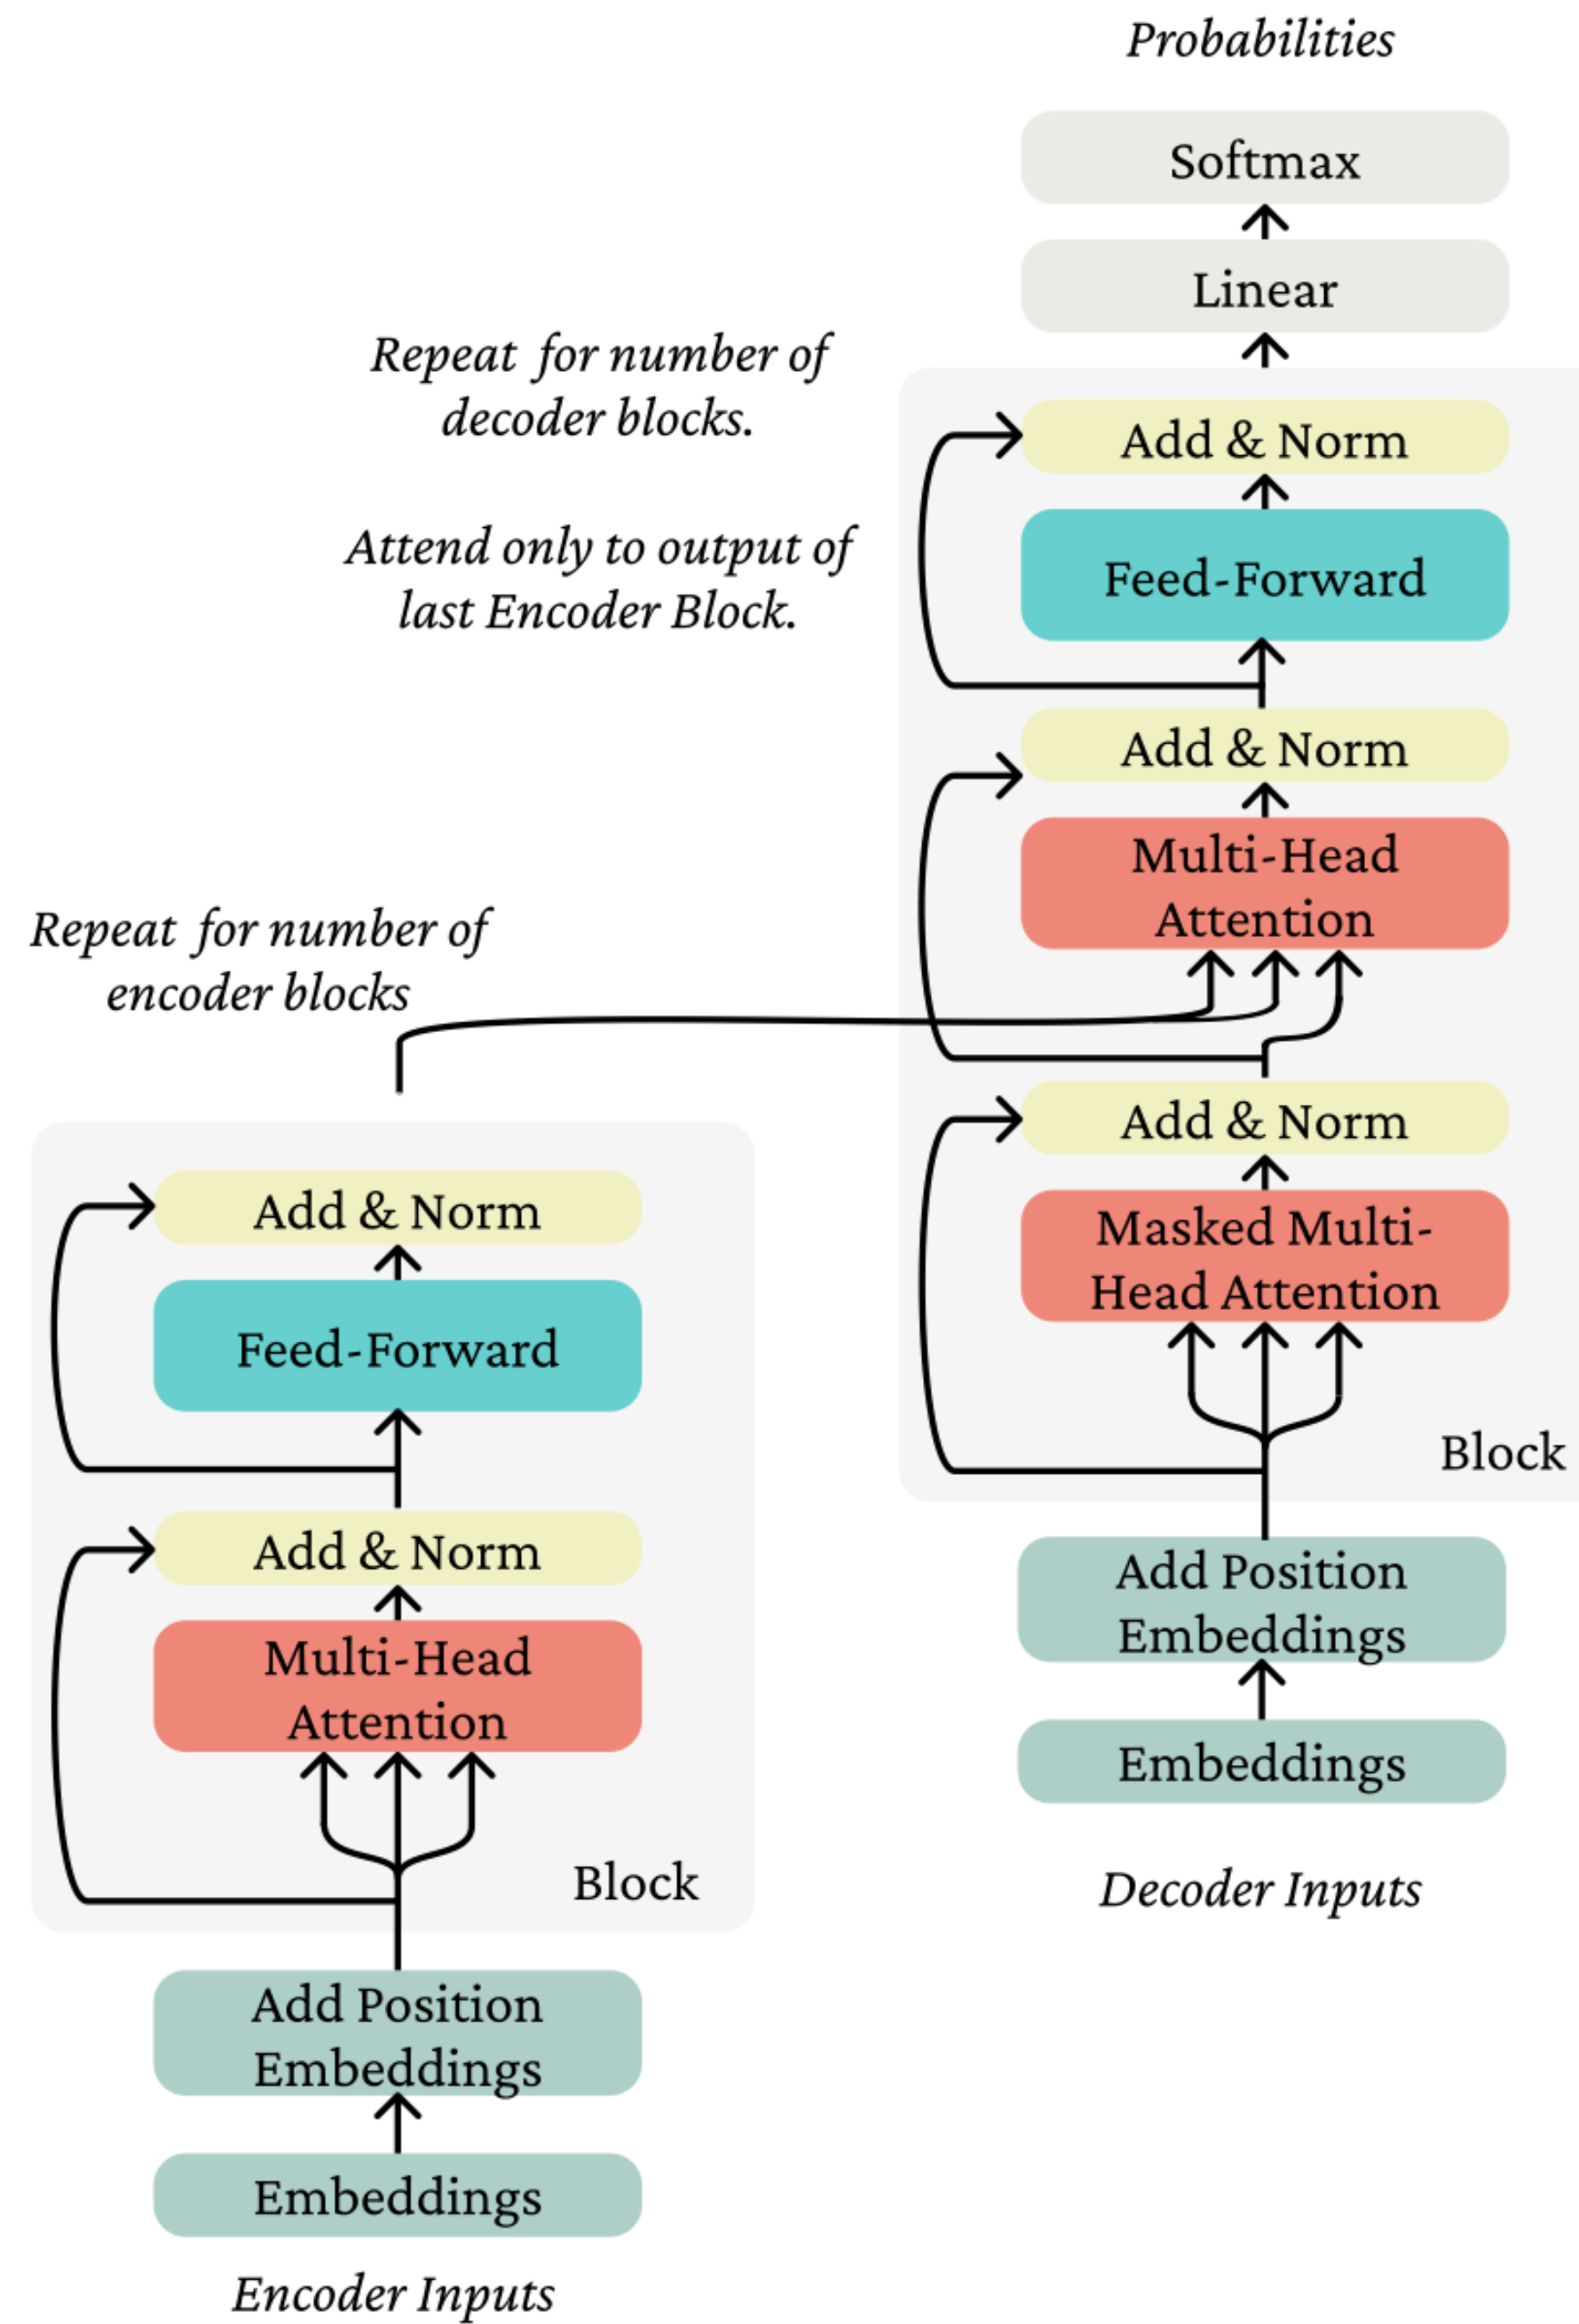 Probabilities
Softmax
Linear
Repeat for number of
decoder blocks.
Attend only to output of
last Encoder Block.
Add & Norm
Feed-Forward
Add & Norm
Multi-Head
Attention
Add & Norm
Masked Multi-
Head Attention
Block
Add Position
Embeddings
Embeddings
Decoder Inputs
Repeat for number of
encoder blocks
Add & Norm
Feed-Forward
Add & Norm
Multi-Head
Attention
Block
Add Position
Embeddings
Embeddings
Encoder Inputs